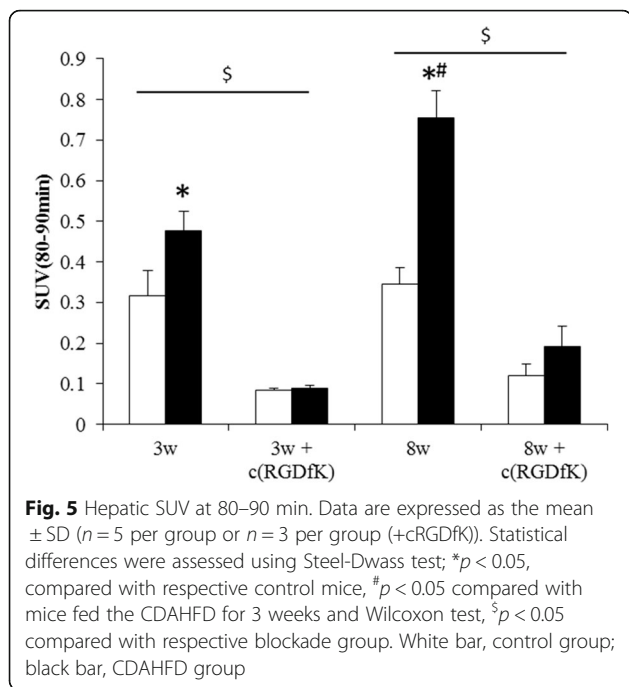 $
$
0.9
0.8
0.7
0.6
0.5
0.4
0.3
0.2
0.1
0
SUV(80-90min)
*
*#
3w
3w +
c(RGDfK)
8w
8w +
c(RGDfK)
Fig. 5 Hepatic SUV at 80–90 min. Data are expressed as the mean
± SD (n = 5 per group or n = 3 per group (+cRGDfK)). Statistical
differences were assessed using Steel-Dwass test; *p < 0.05,
compared with respective control mice, #p < 0.05 compared with
mice fed the CDAHFD for 3 weeks and Wilcoxon test, $p < 0.05
compared with respective blockade group. White bar, control group;
black bar, CDAHFD group